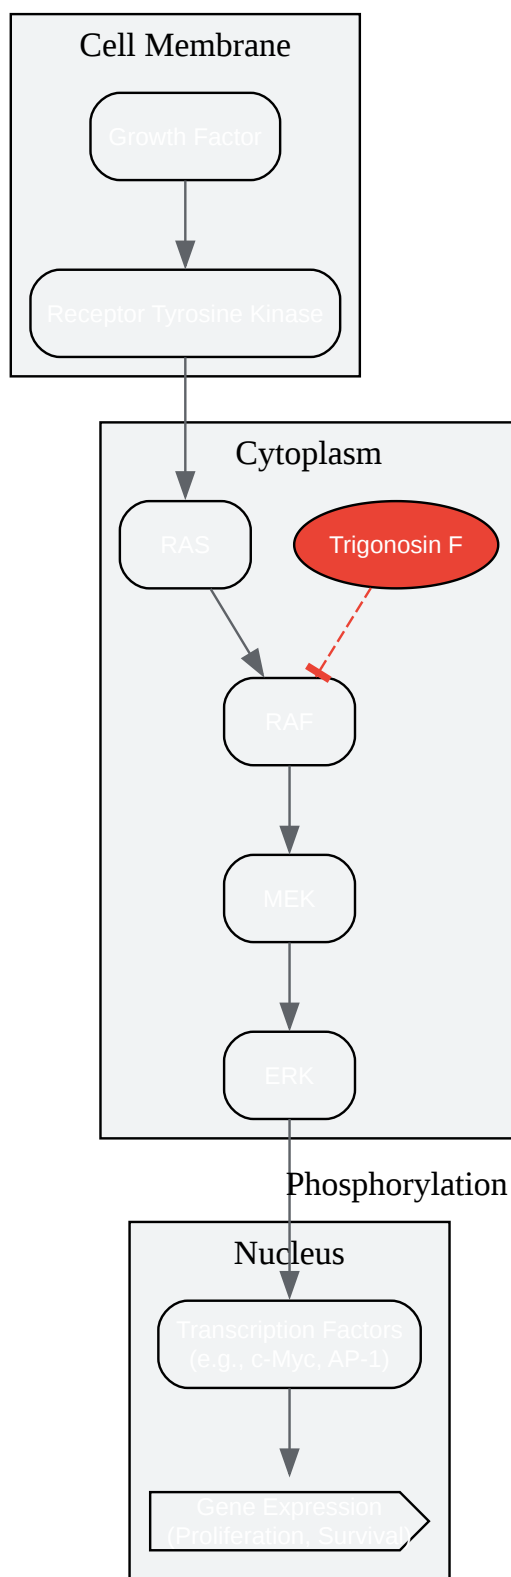 Cell Membrane
Growth Factor
Receptor Tyrosine Kinase
Cytoplasm
RAS
Trigonosin F
RAF
MEK
ERK
Phosphorylation
Nucleus
Transcription Factors
(e.g., c-Myc, AP-1)
Gene Expression
(Proliferation, Survival)